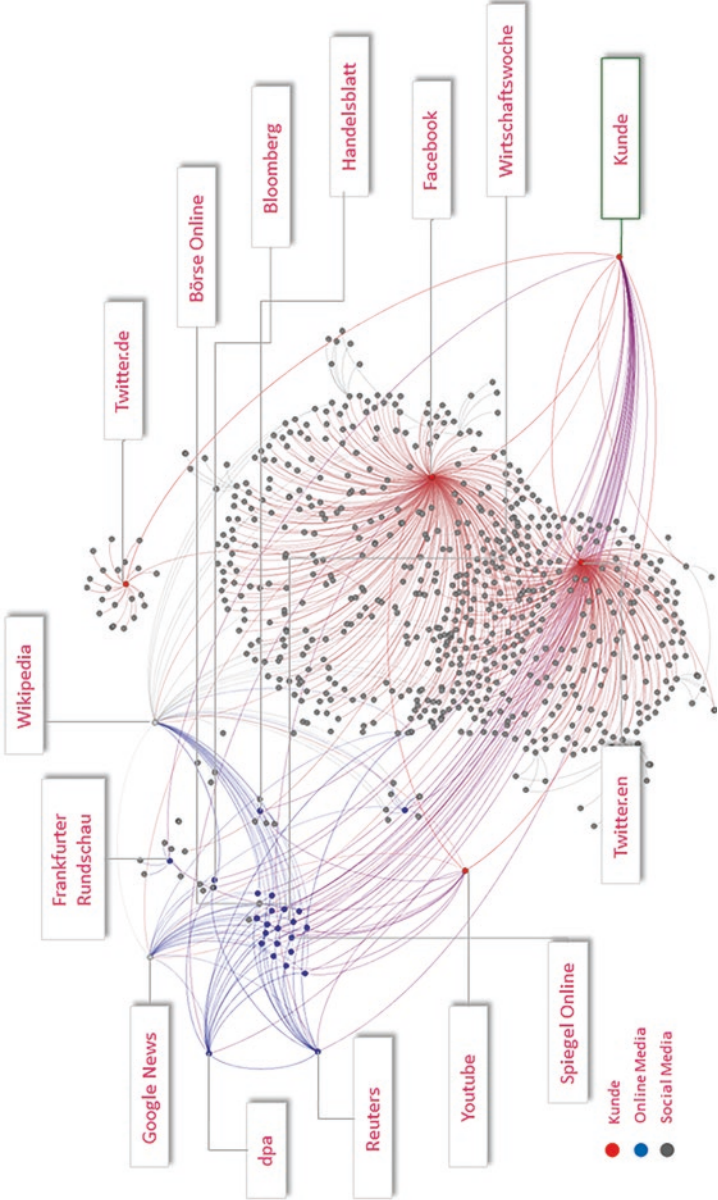 Wikipedia
Frankfurter
Rundschau
Google News
dpa
Reuters
Youtube
Spiegel Online
Twitter.de
Börse Online
Bloomberg
Handelsblatt
Facebook
Wirtschaftswoche
Kunde
Twitter.en
Kunde
Online Media
Social Media